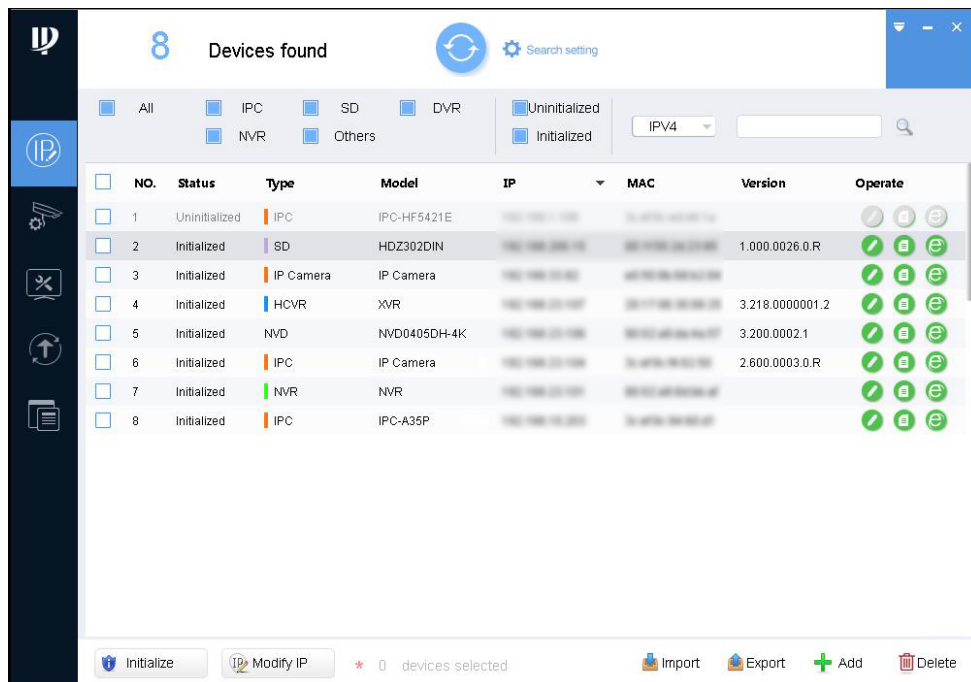 8 Devices found Search setting
All IPC SD DVR Uninitialized
NVR Others Initialized IPV4
NO. Status Type Model IP MAC Version Operate
1 Uninitialized IPC IPC-HF5421E
2 Initialized SD HDZ302DIN 1.000.0026.0.R
3 Initialized IP Camera IP Camera
4 Initialized HCVR XVR 3.218.0000001.2
5 Initialized NVD NVD0405DH-4K 3.200.0002.1
6 Initialized IPC IP Camera 2.600.0003.0.R
7 Initialized NVR NVR
8 Initialized IPC IPC-A35P
Initialize IP Modify IP * 0 devices selected Import Export Add Delete